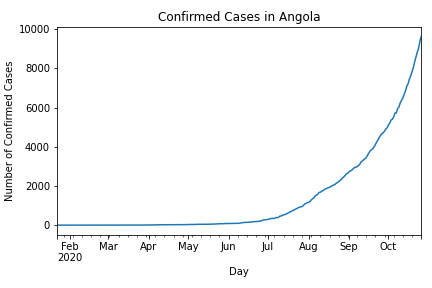 Confirmed Cases in Angola
10000
8000
6000
4000
2000
0
Number of Confirmed Cases
Feb Mar Apr May Jun Jul Aug Sep Oct
2020
Day